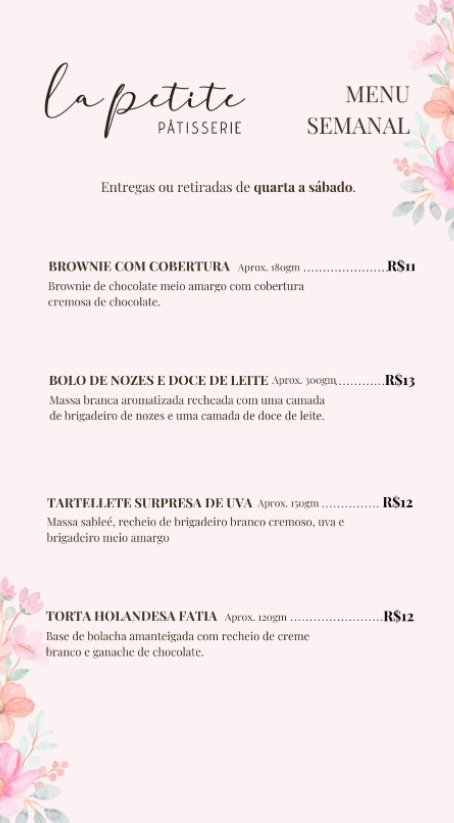 la petite
PÂTISSERIE
MENU
SEMANAL
Entregas ou retiradas de quarta a sábado.
BROWNIE COM COBERTURA Aprox. 180gm ......................R$11
Brownie de chocolate meio amargo com cobertura
cremosa de chocolate.
BOLO DE NOZES E DOCE DE LEITE Aprox. 300gm............R$13
Massa branca aromatizada recheada com uma camada
de brigadeiro de nozes e uma camada de doce de leite.
TARTELLETE SURPRESA DE UVA Aprox. 150gm ............... R$12
Massa sableé, recheio de brigadeiro branco cremoso, uva e
brigadeiro meio amargo
TORTA HOLANDESA FATIA Aprox. 120gm ........................R$12
Base de bolacha amanteigada com recheio de creme
branco e ganache de chocolate.